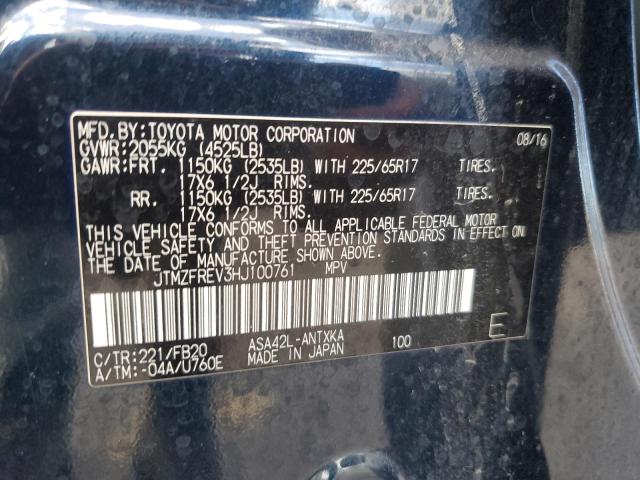 MFD.BY:TOYOTA MOTOR CORPORATION 08/16
GVWR:2055KG (4525LB)
GAWR:FRT. 1150KG (2535LB) WITH 225/65R17 TIRES.
17X6 1/2J RIMS.
RR. 1150KG (2535LB) WITH 225/65R17 TIRES.
17X6 1/2J RIMS.
THIS VEHICLE CONFORMS TO ALL APPLICABLE FEDERAL MOTOR
VEHICLE SAFETY AND THEFT PREVENTION STANDARDS IN EFFECT ON
THE DATE OF MANUFACTURE SHOWN ABOVE.
JTMZFREV3HJ100761 MPV
C/TR:221/FB20 ASA42L-ANTXKA 100 E
A/TM:-04A/U760E MADE IN JAPAN